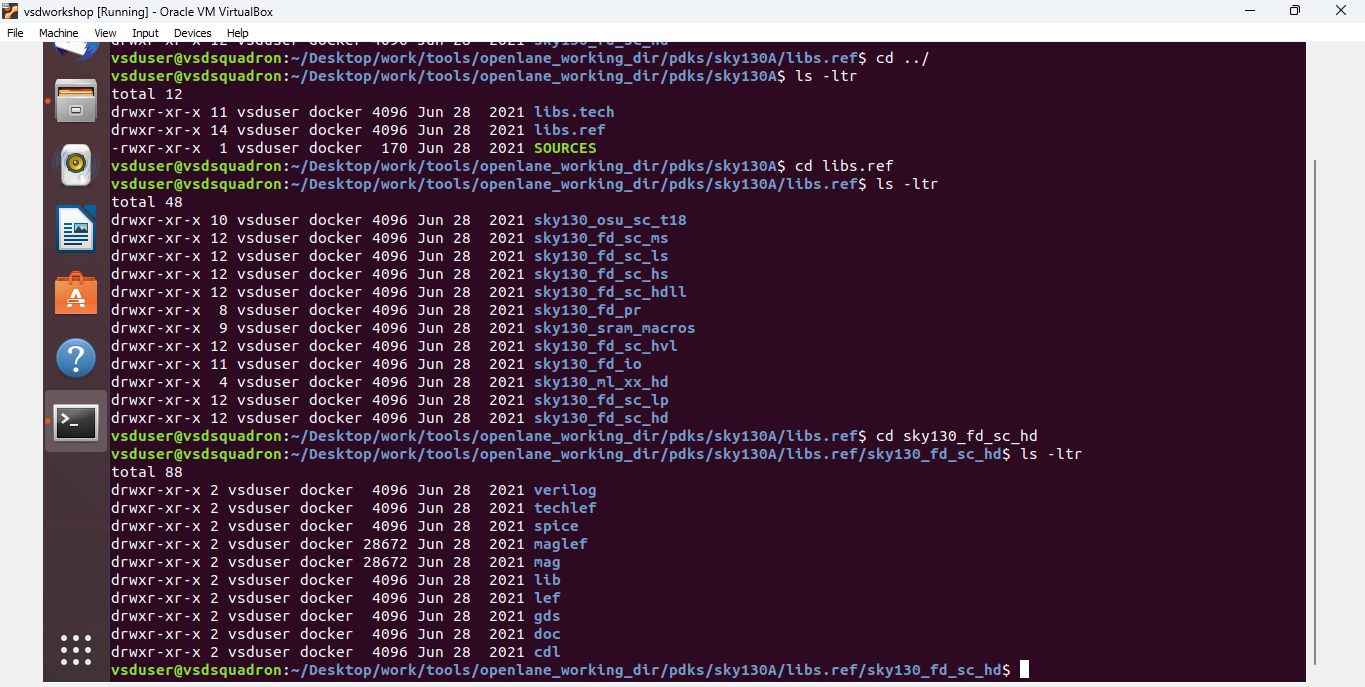 vsdworkshop [Running] - Oracle VM VirtualBox
File Machine View Input Devices Help
vsduser@vsdsquadron:~/Desktop/work/tools/openlane_working_dir/pdks/sky130A/libs.ref$ cd ../
vsduser@vsdsquadron:~/Desktop/work/tools/openlane_working_dir/pdks/sky130A$ ls -ltr
total 12
drwxr-xr-x 11 vsduser docker 4096 Jun 28  2021 libs.tech
drwxr-xr-x 14 vsduser docker 4096 Jun 28  2021 libs.ref
-rwxr-xr-x  1 vsduser docker  170 Jun 28  2021 SOURCES
vsduser@vsdsquadron:~/Desktop/work/tools/openlane_working_dir/pdks/sky130A$ cd libs.ref
vsduser@vsdsquadron:~/Desktop/work/tools/openlane_working_dir/pdks/sky130A/libs.ref$ ls -ltr
total 48
drwxr-xr-x 10 vsduser docker 4096 Jun 28  2021 sky130_osu_sc_t18
drwxr-xr-x 12 vsduser docker 4096 Jun 28  2021 sky130_fd_sc_ms
drwxr-xr-x 12 vsduser docker 4096 Jun 28  2021 sky130_fd_sc_ls
drwxr-xr-x 12 vsduser docker 4096 Jun 28  2021 sky130_fd_sc_hs
drwxr-xr-x 12 vsduser docker 4096 Jun 28  2021 sky130_fd_sc_hdll
drwxr-xr-x  8 vsduser docker 4096 Jun 28  2021 sky130_fd_pr
drwxr-xr-x  9 vsduser docker 4096 Jun 28  2021 sky130_sram_macros
drwxr-xr-x 12 vsduser docker 4096 Jun 28  2021 sky130_fd_sc_hvl
drwxr-xr-x 11 vsduser docker 4096 Jun 28  2021 sky130_fd_io
drwxr-xr-x  4 vsduser docker 4096 Jun 28  2021 sky130_ml_xx_hd
drwxr-xr-x 12 vsduser docker 4096 Jun 28  2021 sky130_fd_sc_lp
drwxr-xr-x 12 vsduser docker 4096 Jun 28  2021 sky130_fd_sc_hd
vsduser@vsdsquadron:~/Desktop/work/tools/openlane_working_dir/pdks/sky130A/libs.ref$ cd sky130_fd_sc_hd
vsduser@vsdsquadron:~/Desktop/work/tools/openlane_working_dir/pdks/sky130A/libs.ref/sky130_fd_sc_hd$ ls -ltr
total 88
drwxr-xr-x 2 vsduser docker  4096 Jun 28  2021 verilog
drwxr-xr-x 2 vsduser docker  4096 Jun 28  2021 techlef
drwxr-xr-x 2 vsduser docker  4096 Jun 28  2021 spice
drwxr-xr-x 2 vsduser docker 28672 Jun 28  2021 maglef
drwxr-xr-x 2 vsduser docker 28672 Jun 28  2021 mag
drwxr-xr-x 2 vsduser docker  4096 Jun 28  2021 lib
drwxr-xr-x 2 vsduser docker  4096 Jun 28  2021 lef
drwxr-xr-x 2 vsduser docker  4096 Jun 28  2021 gds
drwxr-xr-x 2 vsduser docker  4096 Jun 28  2021 doc
drwxr-xr-x 2 vsduser docker  4096 Jun 28  2021 cdl
vsduser@vsdsquadron:~/Desktop/work/tools/openlane_working_dir/pdks/sky130A/libs.ref/sky130_fd_sc_hd$